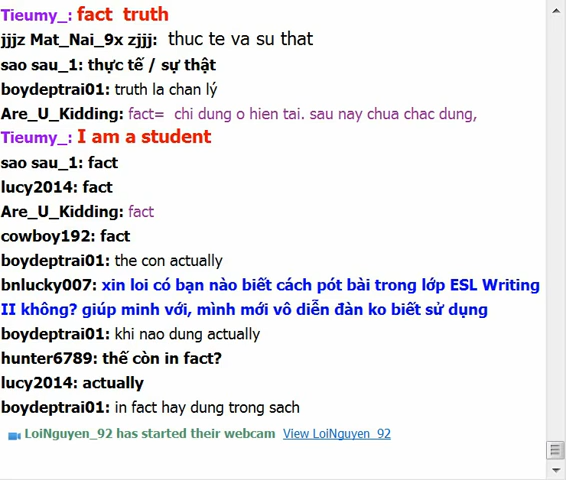 Tieumy_: fact truth
jjjz Mat_Nai_9x zjjj: thuc te va su that
sao sau_1: thực tế / sự thật
boydeptrai01: truth la chan lý
Are_U_Kidding: fact= chi dung o hien tai. sau nay chua chac dung,
Tieumy_: I am a student
sao sau_1: fact
lucy2014: fact
Are_U_Kidding: fact
cowboy192: fact
boydeptrai01: the con actually
bnlucky007: xin loi có bạn nào biết cách pót bài trong lớp ESL Writing
II không? giúp minh với, mình mới vô diễn đàn ko biết sử dụng
boydeptrai01: khi nao dung actually
hunter6789: thế còn in fact?
lucy2014: actually
boydeptrai01: in fact hay dung trong sach
LoiNguyen_92 has started their webcam View LoiNguyen_92